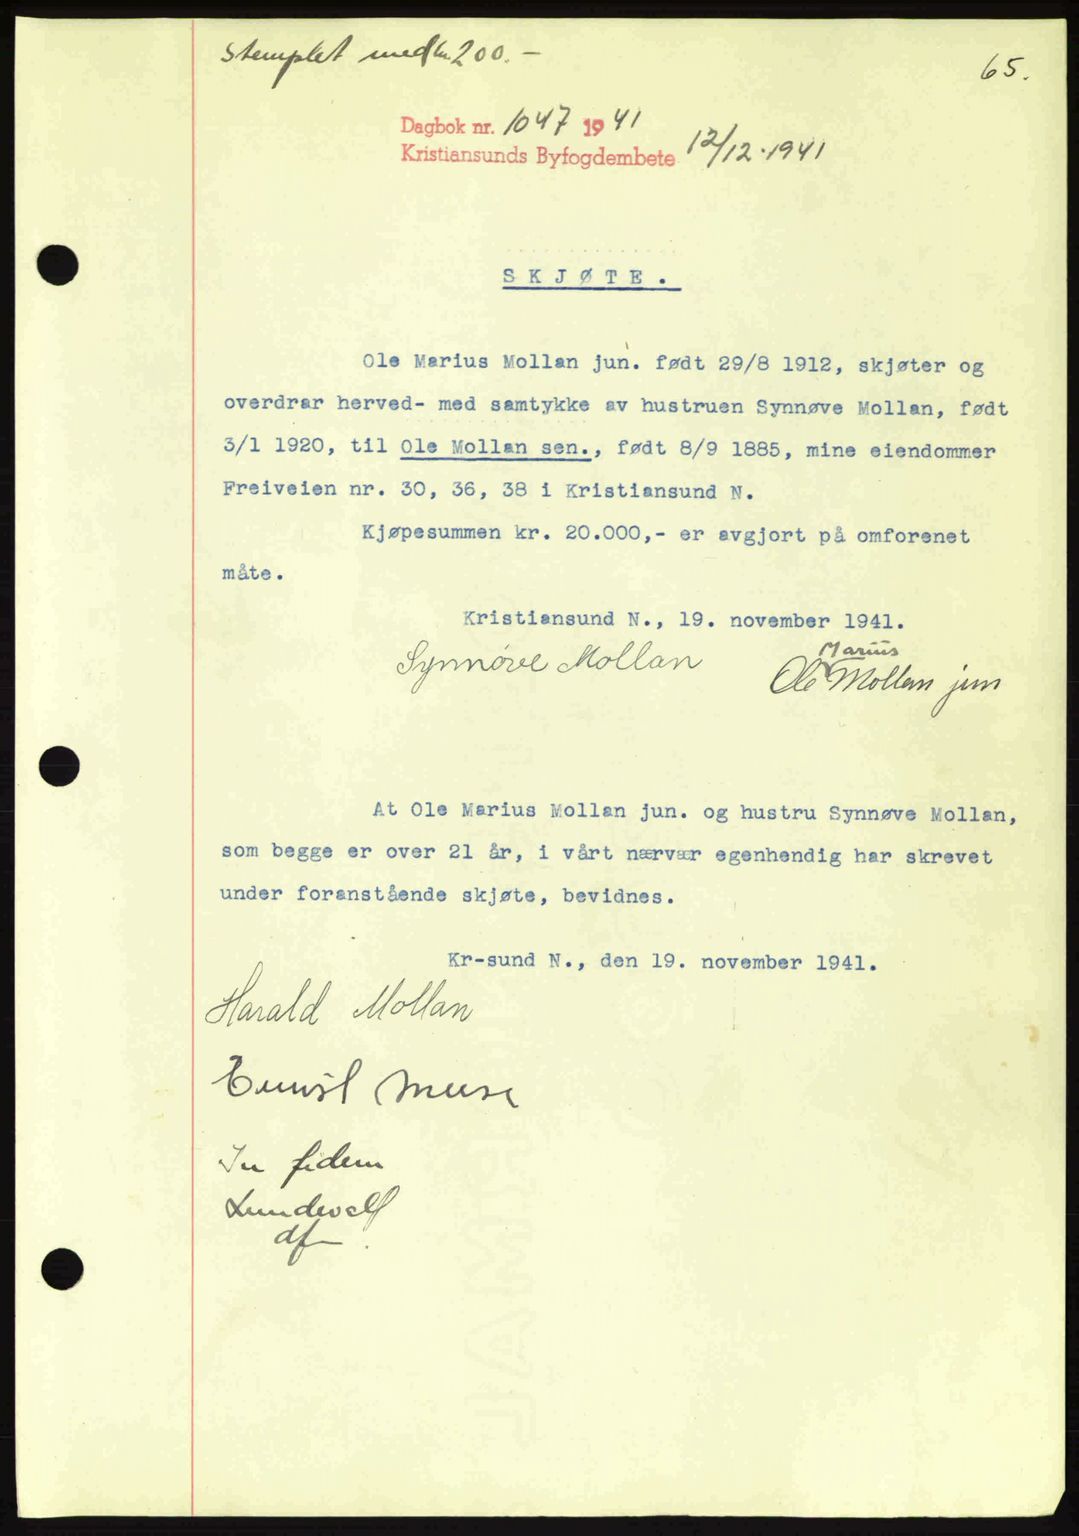 Stemplet med kr. 200.-
65.
Dagbok nr. 1047 1941
Kristiansunds Byfogdembete 12/12.1941
SKJØTE.
Ole Marius Mollan jun. født 29/8 1912, skjøter og
overdrar herved- med samtykke av hustruen Synnøve Mollan, født
3/1 1920, til Ole Mollan sen., født 8/9 1885, mine eiendommer
Freiveien nr. 30, 36, 38 i Kristiansund N.
Kjøpesummen kr. 20.000,- er avgjort på omforenet
måte.
Kristiansund N., 19. november 1941.
Synnøve Mollan
Marius
Ole Mollan jun
At Ole Marius Mollan jun. og hustru Synnøve Mollan,
som begge er over 21 år, i vårt nærvær egenhendig har skrevet
under foranstående skjøte, bevidnes.
Kr-sund N., den 19. november 1941.
Harald Mollan
In fidem
Lundevall
df